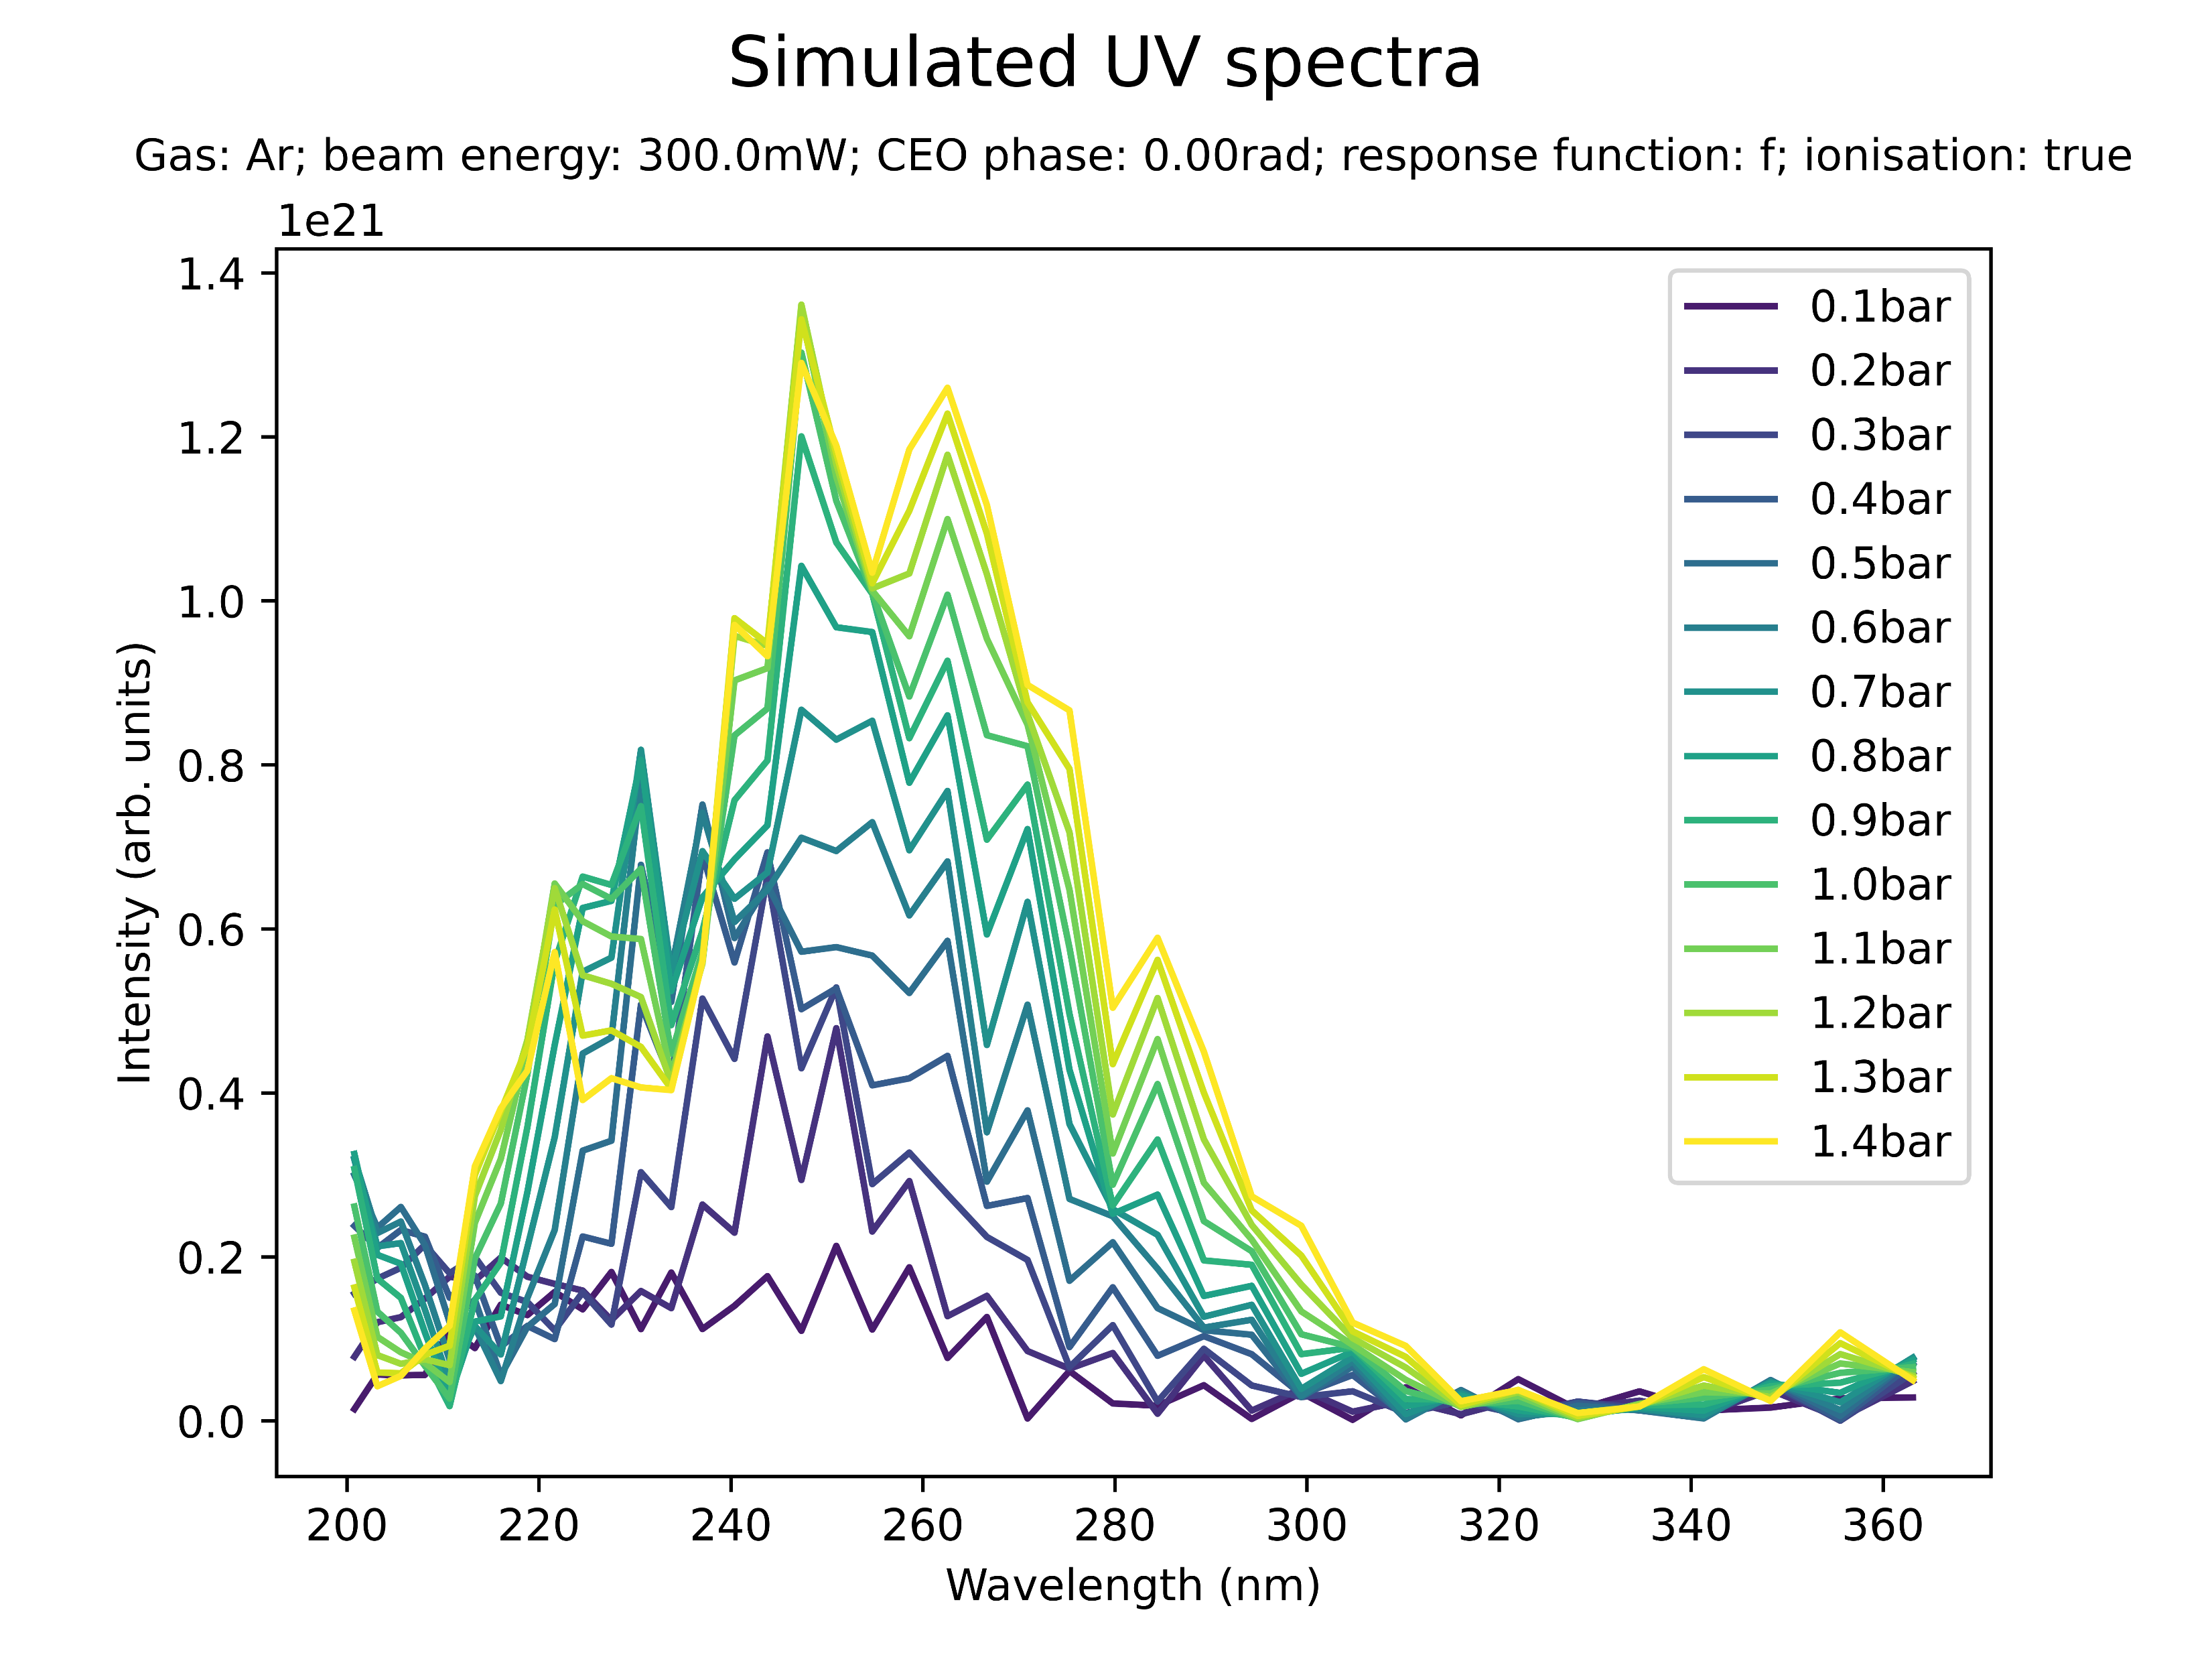 Simulated UV spectra
Gas: Ar; beam energy: 300.0mW; CEO phase: 0.00rad; response function: f; ionisation: true
1e21
1.4
1.2
1.0
0.8
0.6
0.4
0.2
0.0
Intensity (arb. units)
200 220 240 260 280 300 320 340 360
Wavelength (nm)
0.1bar
0.2bar
0.3bar
0.4bar
0.5bar
0.6bar
0.7bar
0.8bar
0.9bar
1.0bar
1.1bar
1.2bar
1.3bar
1.4bar